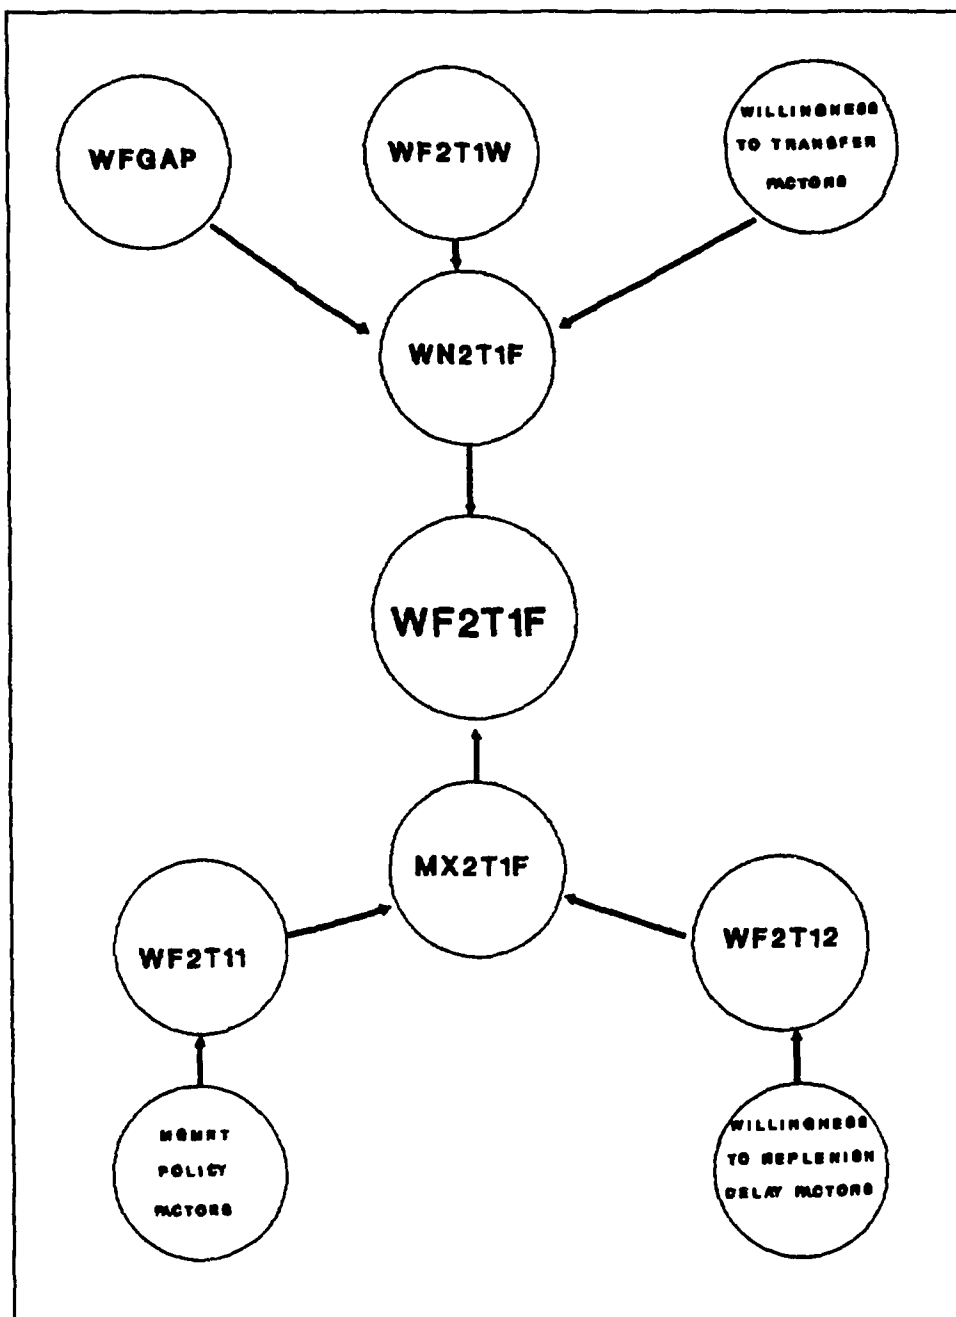 WFGAP
WF2T1W
WILLINGNESS
TO TRANSFER
FACTORS
WN2T1F
WF2T1F
MX2T1F
WF2T11
WF2T12
MGMNT
POLICY
FACTORS
WILLINGNESS
TO REPLENISH
DELAY FACTORS